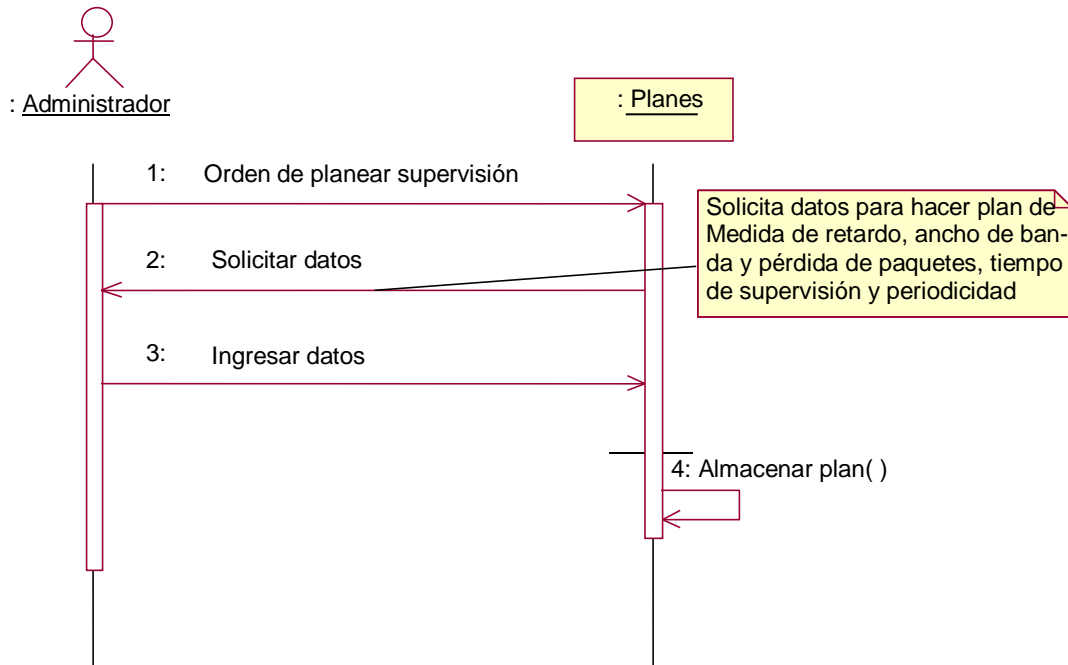 : Administrador
: Planes
1: Orden de planear supervisión
Solicita datos para hacer plan de
Medida de retardo, ancho de ban-
da y pérdida de paquetes, tiempo
de supervisión y periodicidad
2: Solicitar datos
3: Ingresar datos
4: Almacenar plan( )